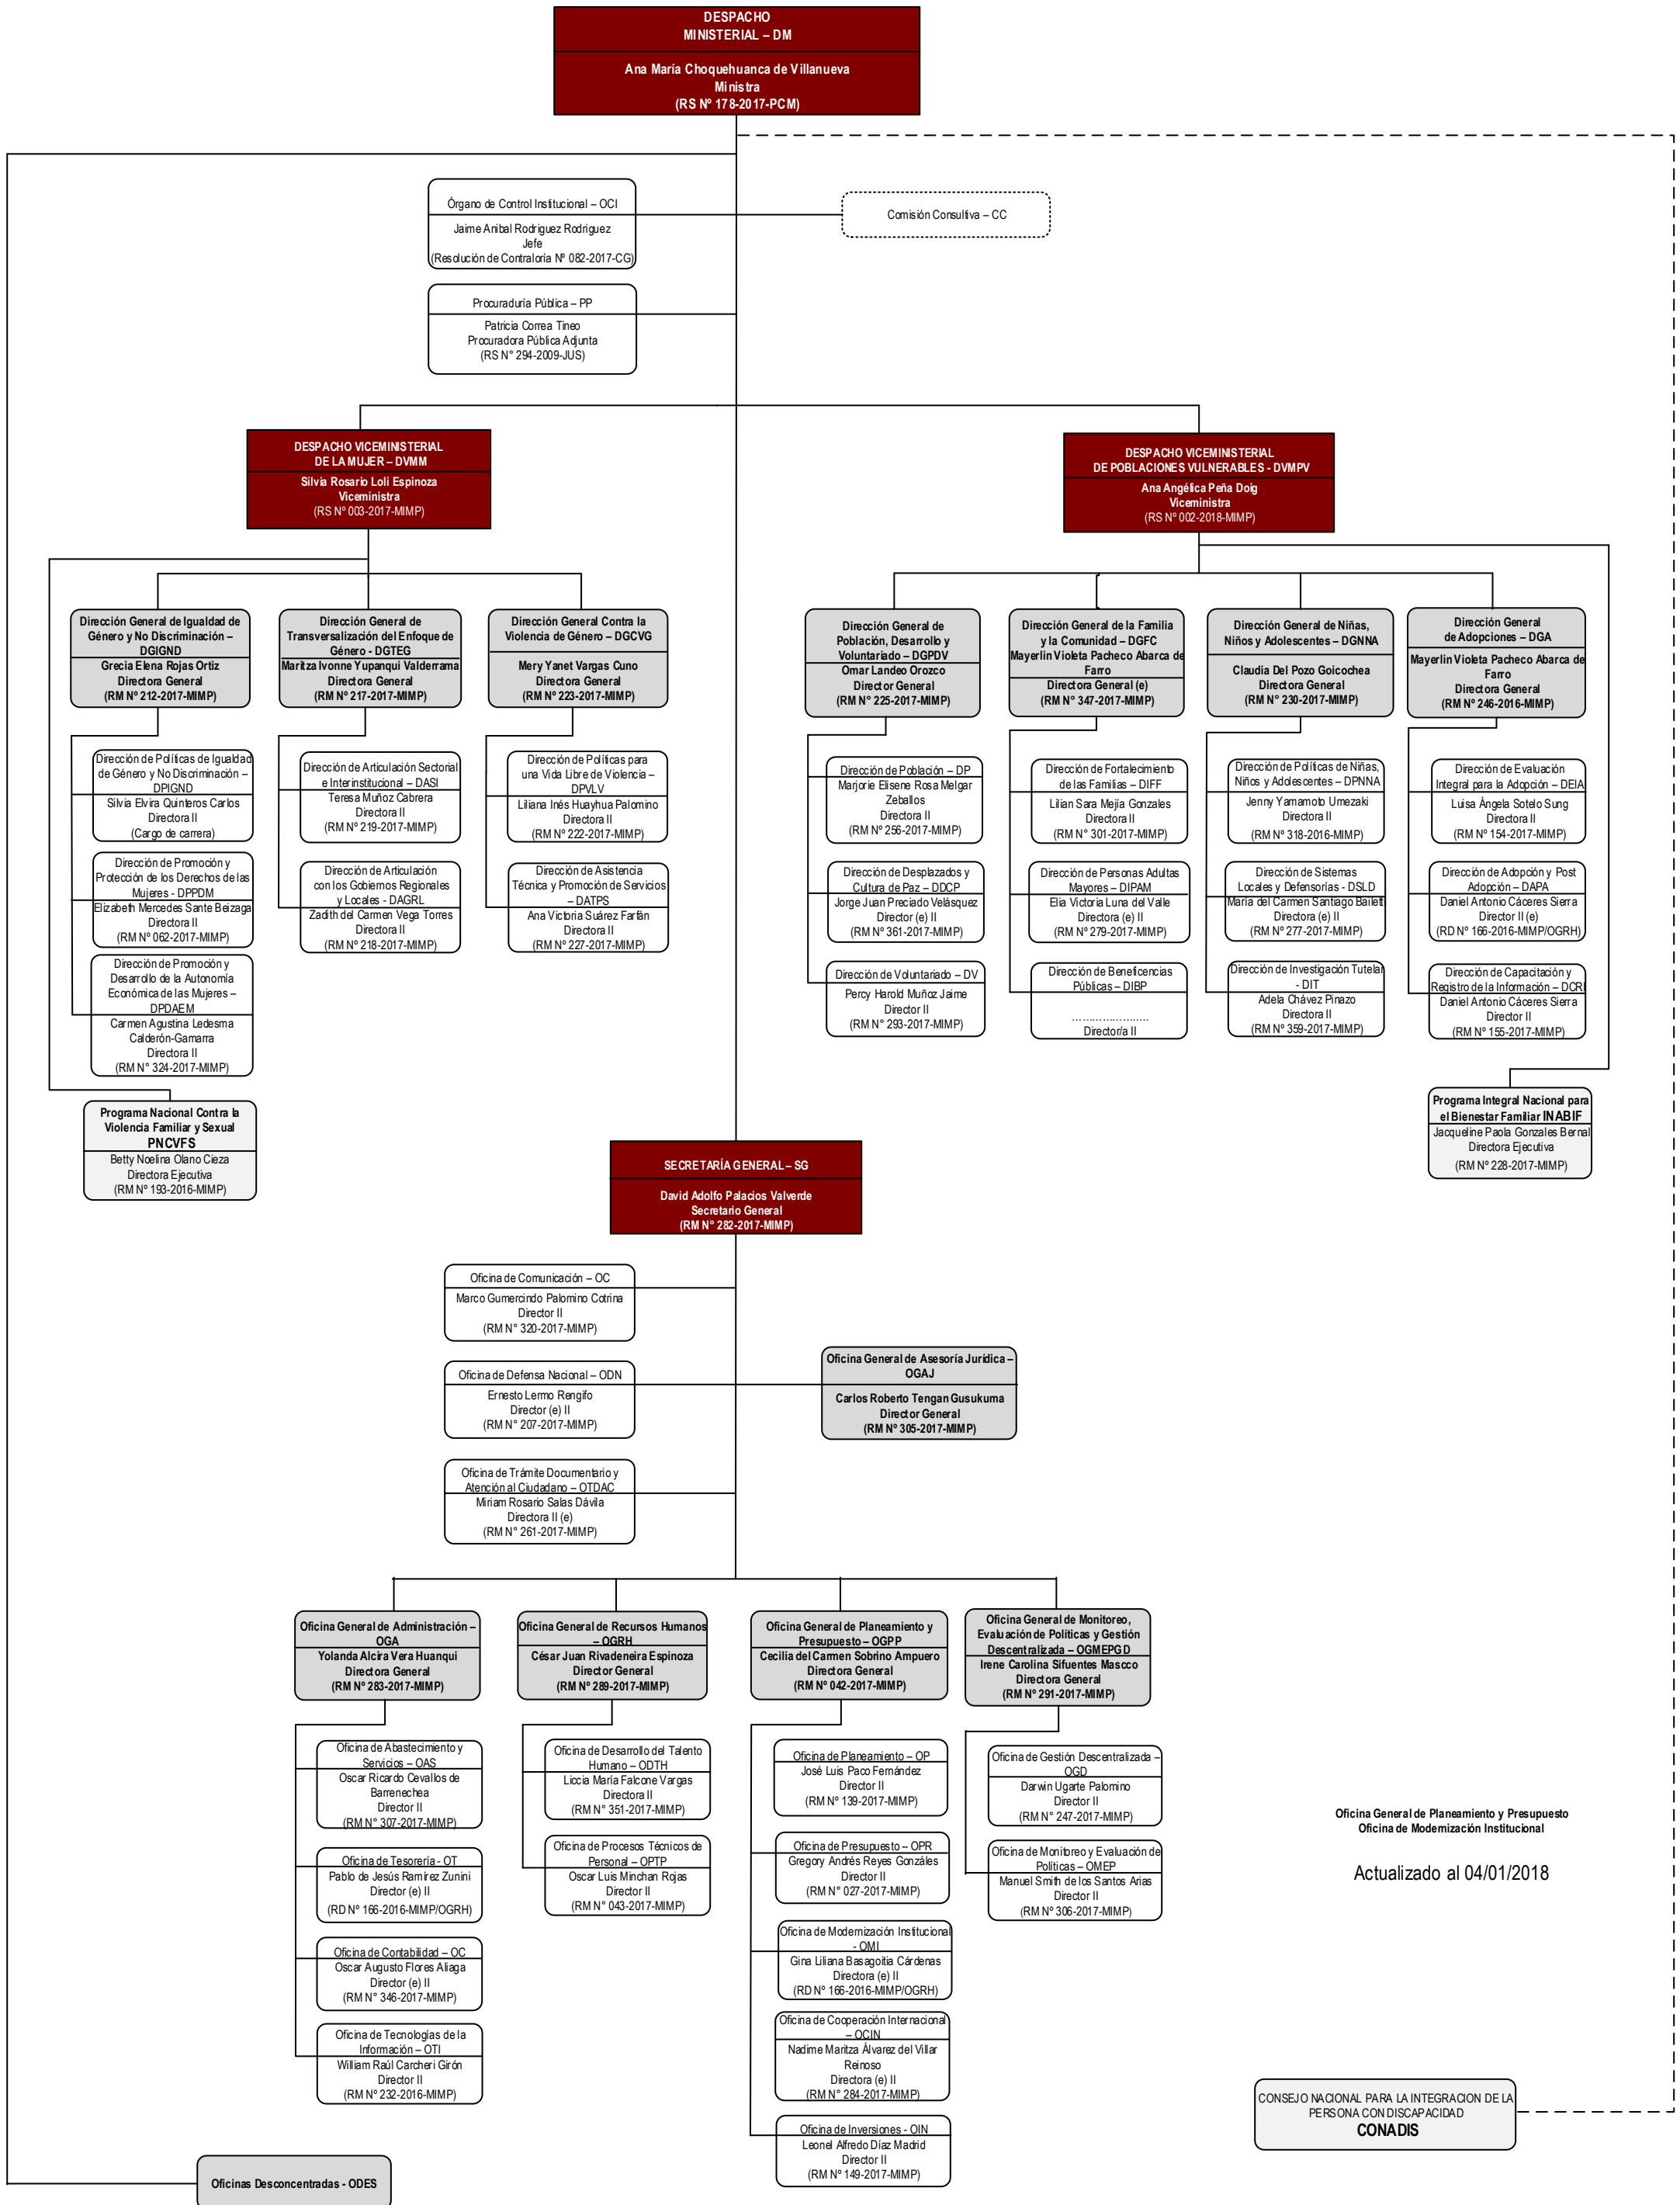 DESPACHO
MINISTERIAL – DM
Ana María Choquehuanca de Villanueva
Ministra
(RS Nº 178-2017-PCM)
Órgano de Control Institucional – OCI
Jaime Anibal Rodriguez Rodriguez
Jefe
(Resolución de Contraloría Nº 082-2017-CG)
Comisión Consultiva – CC
Procuraduría Pública – PP
Patricia Correa Tineo
Procuradora Pública Adjunta
(RS N° 294-2009-JUS)
DESPACHO VICEMINISTERIAL
DE LA MUJER – DVMM
Silvia Rosario Loli Espinoza
Viceministra
(RS Nº 003-2017-MIMP)
DESPACHO VICEMINISTERIAL
DE POBLACIONES VULNERABLES - DVMPV
Ana Angélica Peña Doig
Viceministra
(RS Nº 002-2018-MIMP)
Dirección General de Igualdad de
Género y No Discriminación –
DGIGND
Grecia Elena Rojas Ortiz
Directora General
(RM Nº 212-2017-MIMP)
Dirección General de
Transversalización del Enfoque de
Género - DGTEG
Maritza Ivonne Yupanqui Valderrama
Directora General
(RM Nº 217-2017-MIMP)
Dirección General Contra la
Violencia de Género – DGCVG
Mery Yanet Vargas Cuno
Directora General
(RM Nº 223-2017-MIMP)
Dirección General de
Población, Desarrollo y
Voluntariado – DGPDV
Omar Landeo Orozco
Director General
(RM N° 225-2017-MIMP)
Dirección General de la Familia
y la Comunidad – DGFC
Mayerlin Violeta Pacheco Abarca de
Farro
Directora General (e)
(RM N° 347-2017-MIMP)
Dirección General de Niñas,
Niños y Adolescentes – DGNNA
Claudia Del Pozo Goicochea
Directora General
(RM N° 230-2017-MIMP)
Dirección General
de Adopciones – DGA
Mayerlin Violeta Pacheco Abarca de
Farro
Directora General
(RM Nº 246-2016-MIMP)
Dirección de Políticas de Igualdad
de Género y No Discriminación –
DPIGND
Silvia Elvira Quinteros Carlos
Directora II
(Cargo de carrera)
Dirección de Articulación Sectorial
e Interinstitucional – DASI
Teresa Muñoz Cabrera
Directora II
(RM Nº 219-2017-MIMP)
Dirección de Políticas para
una Vida Libre de Violencia –
DPVLV
Liliana Inés Huayhua Palomino
Directora II
(RM N° 222-2017-MIMP)
Dirección de Población – DP
Marjorie Elisene Rosa Melgar
Zeballos
Directora II
(RM Nº 256-2017-MIMP)
Dirección de Fortalecimiento
de las Familias – DIFF
Lilian Sara Mejía Gonzales
Directora II
(RM N° 301-2017-MIMP)
Dirección de Políticas de Niñas,
Niños y Adolescentes – DPNNA
Jenny Yamamoto Umezaki
Directora II
(RM Nº 318-2016-MIMP)
Dirección de Evaluación
Integral para la Adopción – DEIA
Luisa Ángela Sotelo Sung
Directora II
(RM Nº 154-2017-MIMP)
Dirección de Promoción y
Protección de los Derechos de las
Mujeres - DPPDM
Elizabeth Mercedes Sante Beizaga
Directora II
(RM Nº 062-2017-MIMP)
Dirección de Articulación
con los Gobiernos Regionales
y Locales - DAGRL
Zadith del Carmen Vega Torres
Directora II
(RM Nº 218-2017-MIMP)
Dirección de Asistencia
Técnica y Promoción de Servicios
– DATPS
Ana Victoria Suárez Farfán
Directora II
(RM Nº 227-2017-MIMP)
Dirección de Desplazados y
Cultura de Paz – DDCP
Jorge Juan Preciado Velásquez
Director (e) II
(RM Nº 361-2017-MIMP)
Dirección de Personas Adultas
Mayores – DIPAM
Elia Victoria Luna del Valle
Directora (e) II
(RM N° 279-2017-MIMP)
Dirección de Sistemas
Locales y Defensorías - DSLD
María del Carmen Santiago Bailetti
Directora (e) II
(RM N° 277-2017-MIMP)
Dirección de Adopción y Post
Adopción – DAPA
Daniel Antonio Cáceres Sierra
Director II (e)
(RD N° 166-2016-MIMP/OGRH)
Dirección de Promoción y
Desarrollo de la Autonomía
Económica de las Mujeres –
DPDAEM
Carmen Agustina Ledesma
Calderón-Gamarra
Directora II
(RM N° 324-2017-MIMP)
Dirección de Voluntariado – DV
Percy Harold Muñoz Jaime
Director II
(RM N° 293-2017-MIMP)
Dirección de Beneficencias
Públicas – DIBP
…………………
Director/a II
Dirección de Investigación Tutelar
- DIT
Adela Chávez Pinazo
Directora II
(RM Nº 359-2017-MIMP)
Dirección de Capacitación y
Registro de la Información – DCRI
Daniel Antonio Cáceres Sierra
Director II
(RM N° 155-2017-MIMP)
Programa Nacional Contra la
Violencia Familiar y Sexual
PNCVFS
Betty Noelina Olano Cieza
Directora Ejecutiva
(RM Nº 193-2016-MIMP)
Programa Integral Nacional para
el Bienestar Familiar INABIF
Jacqueline Paola Gonzales Bernal
Directora Ejecutiva
(RM Nº 228-2017-MIMP)
SECRETARÍA GENERAL – SG
David Adolfo Palacios Valverde
Secretario General
(RM N° 282-2017-MIMP)
Oficina de Comunicación – OC
Marco Gumercindo Palomino Cotrina
Director II
(RM N° 320-2017-MIMP)
Oficina de Defensa Nacional – ODN
Ernesto Lermo Rengifo
Director (e) II
(RM N° 207-2017-MIMP)
Oficina General de Asesoría Jurídica –
OGAJ
Carlos Roberto Tengan Gusukuma
Director General
(RM Nº 305-2017-MIMP)
Oficina de Trámite Documentario y
Atención al Ciudadano – OTDAC
Miriam Rosario Salas Dávila
Directora II (e)
(RM N° 261-2017-MIMP)
Oficina General de Administración –
OGA
Yolanda Alcira Vera Huanqui
Directora General
(RM Nº 283-2017-MIMP)
Oficina General de Recursos Humanos
– OGRH
César Juan Rivadeneira Espinoza
Director General
(RM Nº 289-2017-MIMP)
Oficina General de Planeamiento y
Presupuesto – OGPP
Cecilia del Carmen Sobrino Ampuero
Directora General
(RM Nº 042-2017-MIMP)
Oficina General de Monitoreo,
Evaluación de Políticas y Gestión
Descentralizada – OGMEPGD
Irene Carolina Sifuentes Mascco
Directora General
(RM N° 291-2017-MIMP)
Oficina de Abastecimiento y
Servicios – OAS
Oscar Ricardo Cevallos de
Barrenechea
Director II
(RM N° 307-2017-MIMP)
Oficina de Desarrollo del Talento
Humano – ODTH
Liccia María Falcone Vargas
Directora II
(RM N° 351-2017-MIMP)
Oficina de Planeamiento – OP
José Luis Paco Fernández
Director II
(RM N° 139-2017-MIMP)
Oficina de Gestión Descentralizada –
OGD
Darwin Ugarte Palomino
Director II
(RM N° 247-2017-MIMP)
Oficina de Tesorería - OT
Pablo de Jesús Ramírez Zunini
Director (e) II
(RD Nº 166-2016-MIMP/OGRH)
Oficina de Procesos Técnicos de
Personal – OPTP
Oscar Luis Minchan Rojas
Director II
(RM N° 043-2017-MIMP)
Oficina de Presupuesto – OPR
Gregory Andrés Reyes Gonzáles
Director II
(RM N° 027-2017-MIMP)
Oficina de Monitoreo y Evaluación de
Políticas – OMEP
Manuel Smith de los Santos Arias
Director II
(RM N° 306-2017-MIMP)
Oficina General de Planeamiento y Presupuesto
Oficina de Modernización Institucional
Actualizado al 04/01/2018
Oficina de Contabilidad – OC
Oscar Augusto Flores Aliaga
Director (e) II
(RM N° 346-2017-MIMP)
Oficina de Modernización Institucional
- OMI
Gina Liliana Basagoitia Cárdenas
Directora (e) II
(RD Nº 166-2016-MIMP/OGRH)
Oficina de Tecnologías de la
Información – OTI
William Raúl Carcheri Girón
Director II
(RM N° 232-2016-MIMP)
Oficina de Cooperación Internacional
– OCIN
Nadime Maritza Álvarez del Villar
Reinoso
Directora (e) II
(RM N° 284-2017-MIMP)
Oficina de Inversiones - OIN
Leonel Alfredo Díaz Madrid
Director II
(RM N° 149-2017-MIMP)
CONSEJO NACIONAL PARA LA INTEGRACION DE LA
PERSONA CON DISCAPACIDAD
CONADIS
Oficinas Desconcentradas - ODES